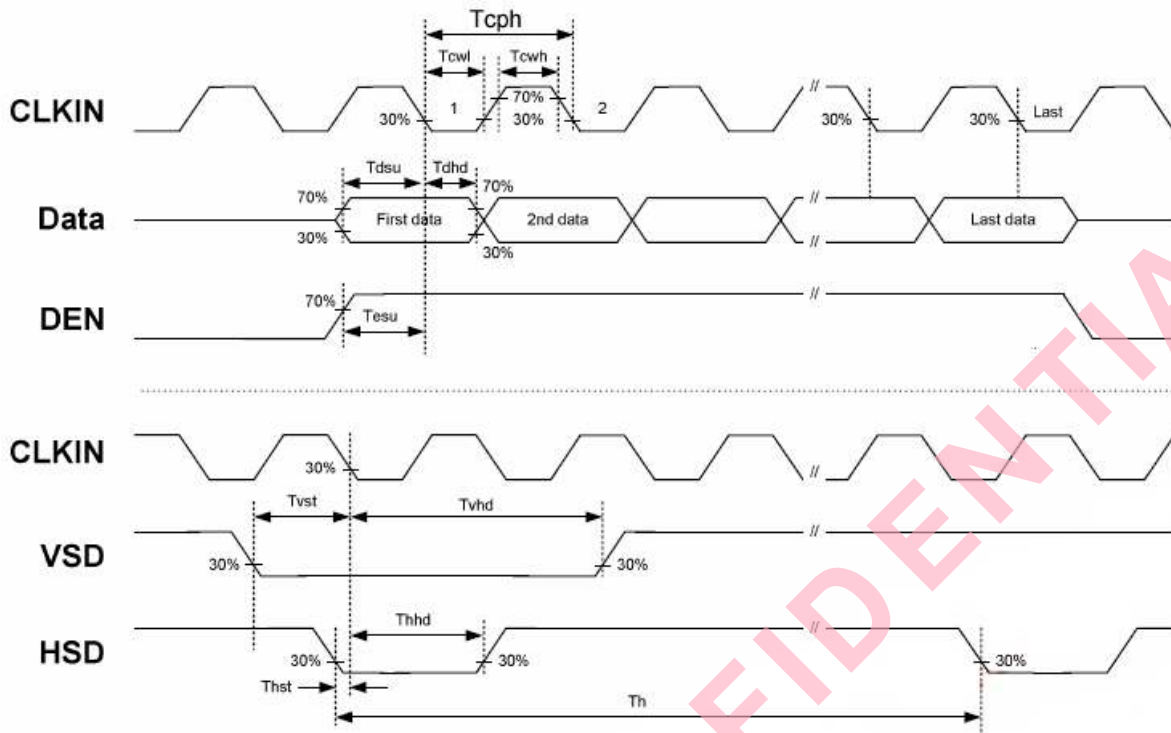 Tcph
Tcwl Tcwh
CLKIN 30% 1 70% 30% 2 // 30% 30% Last
Tdsu Tdhd
70% 70%
Data First data 2nd data // Last data
30% 30%
DEN 70% Tesu //
CLKIN 30% //
Tvst Tvhd
VSD 30% 30% //
Thhd
HSD 30% 30% // 30%
Thst
Th
FIDENTIA